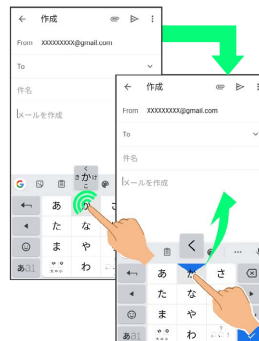 作成
From XXXXXXXXX@gmail.com
To
件名
メールを作成
く
きかけ
こ
あ か さ
た な
ま や
あa1 わ
作成
From XXXXXXXXX@gmail.com
To
件名
メールを作成
く
あ か さ
た な
ま や
あa1 わ